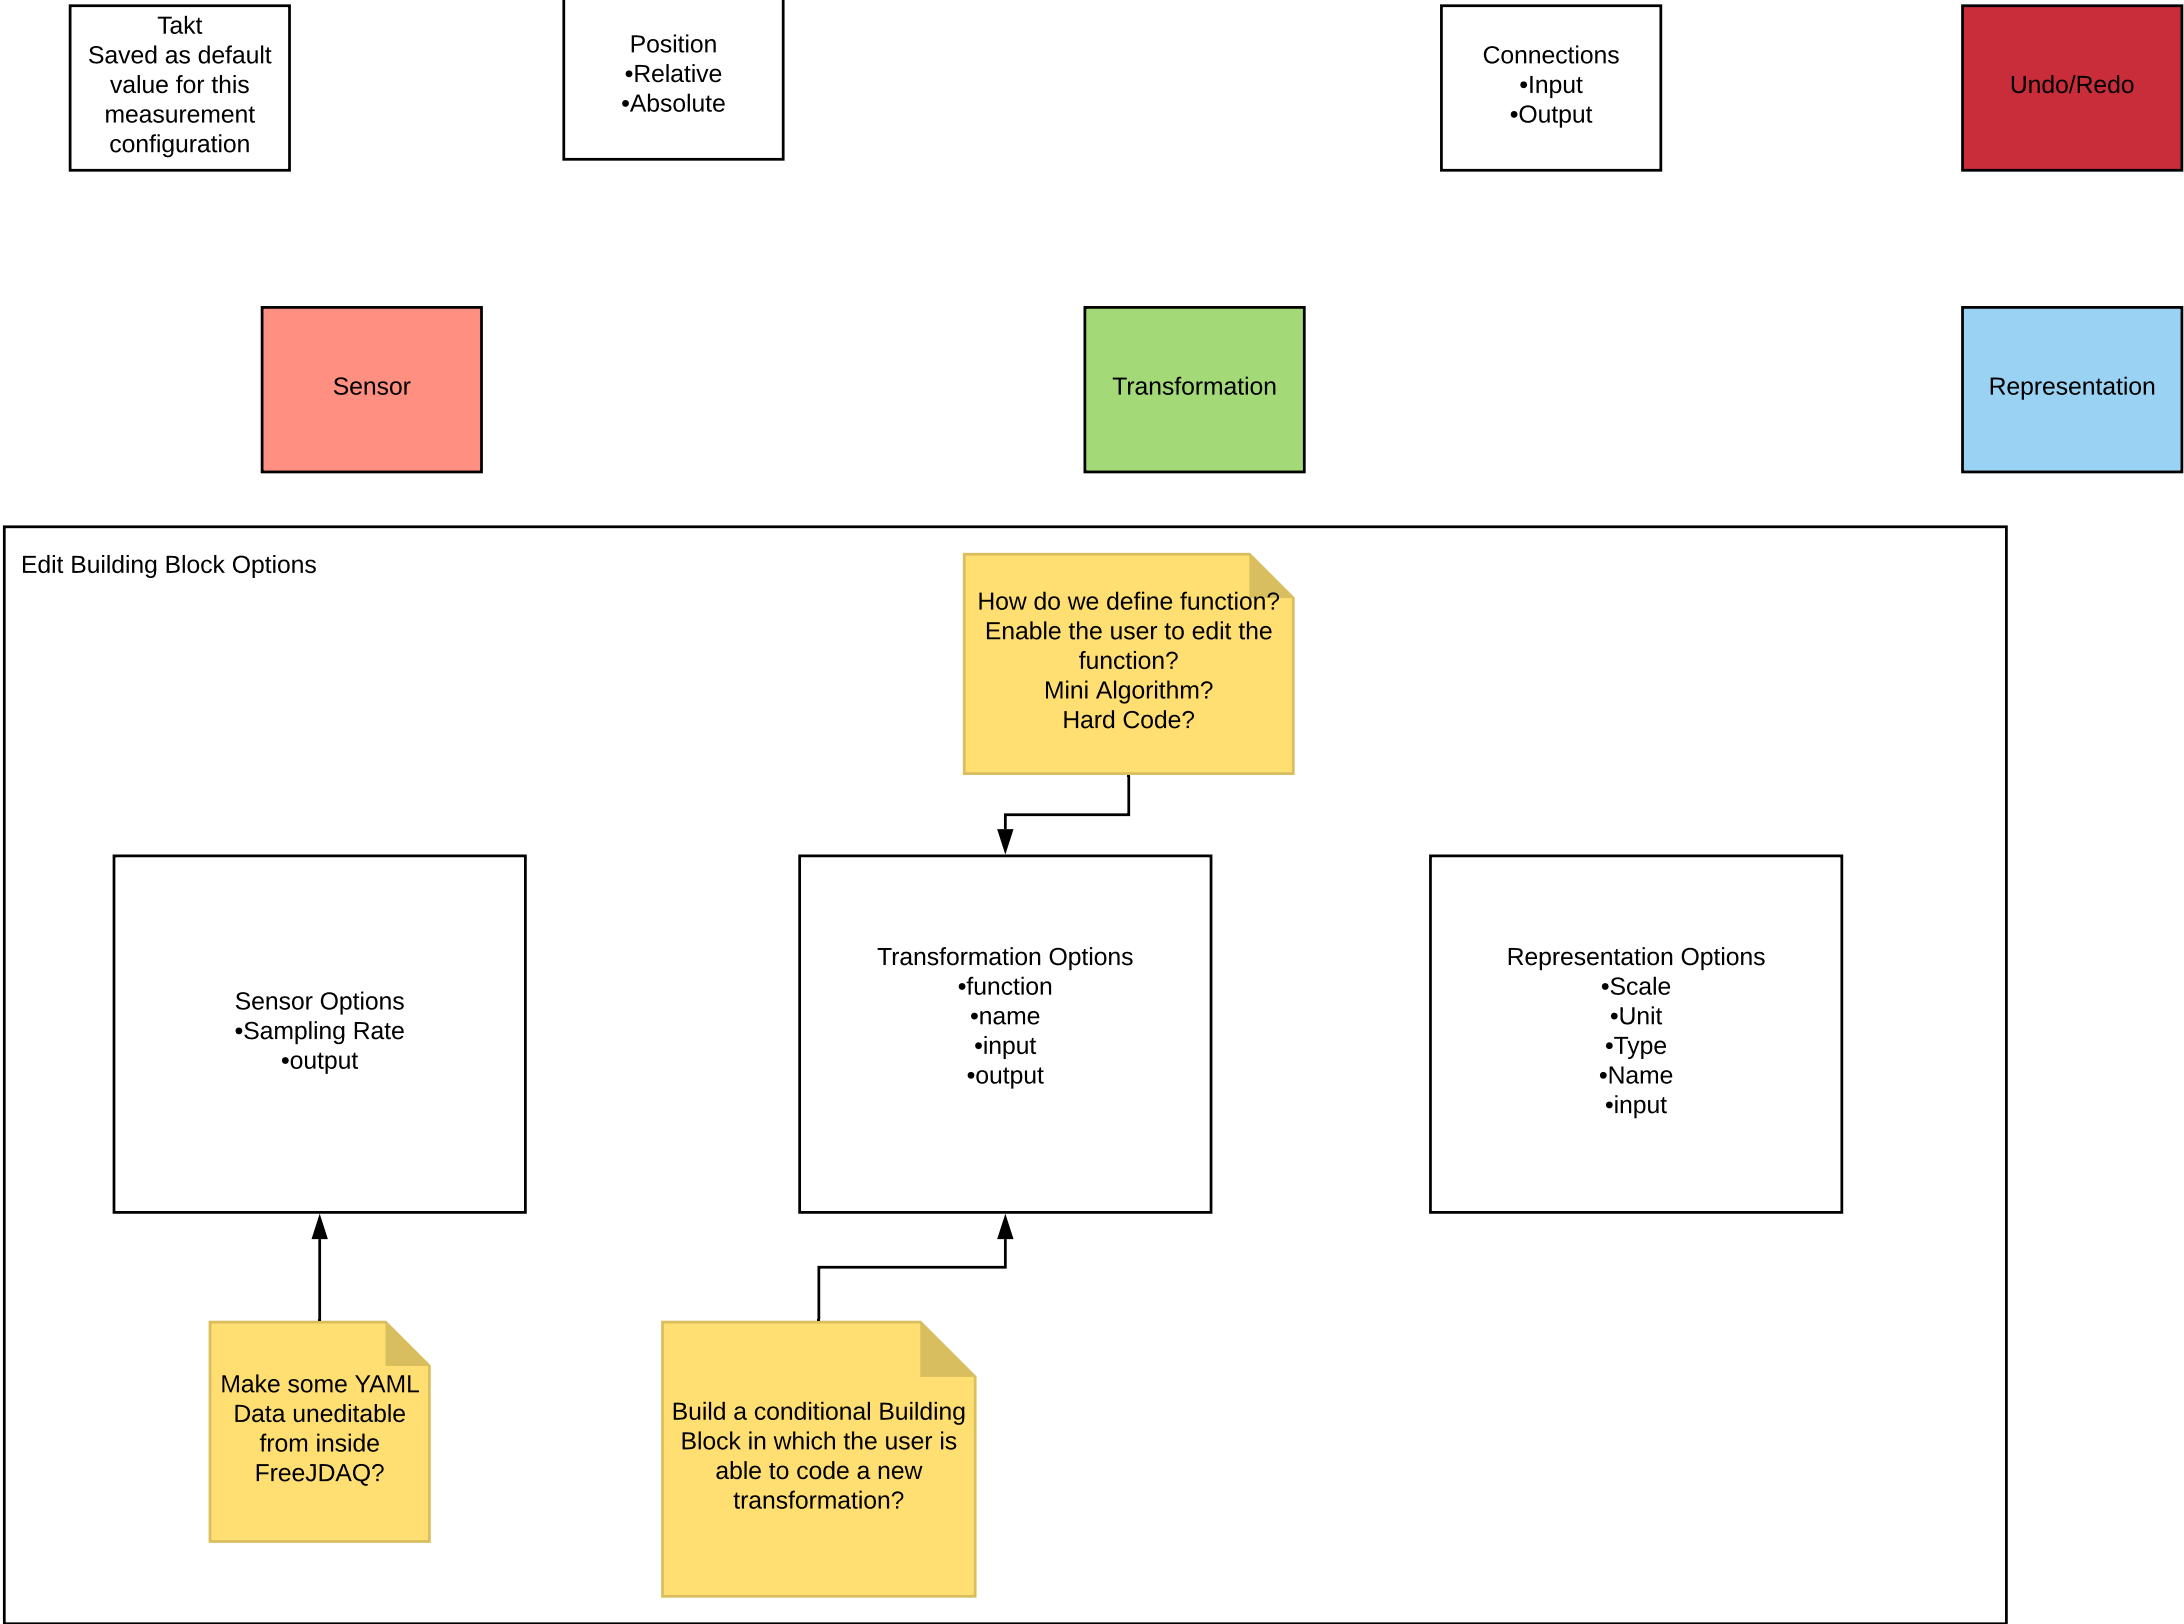 Takt
Saved as default
value for this
measurement
configuration
Position
•Relative
•Absolute
Connections
•Input
•Output
Undo/Redo
Sensor
Transformation
Representation
Edit Building Block Options
How do we define function?
Enable the user to edit the
function?
Mini Algorithm?
Hard Code?
Sensor Options
•Sampling Rate
•output
Transformation Options
•function
•name
•input
•output
Representation Options
•Scale
•Unit
•Type
•Name
•input
Make some YAML
Data uneditable
from inside
FreeJDAQ?
Build a conditional Building
Block in which the user is
able to code a new
transformation?